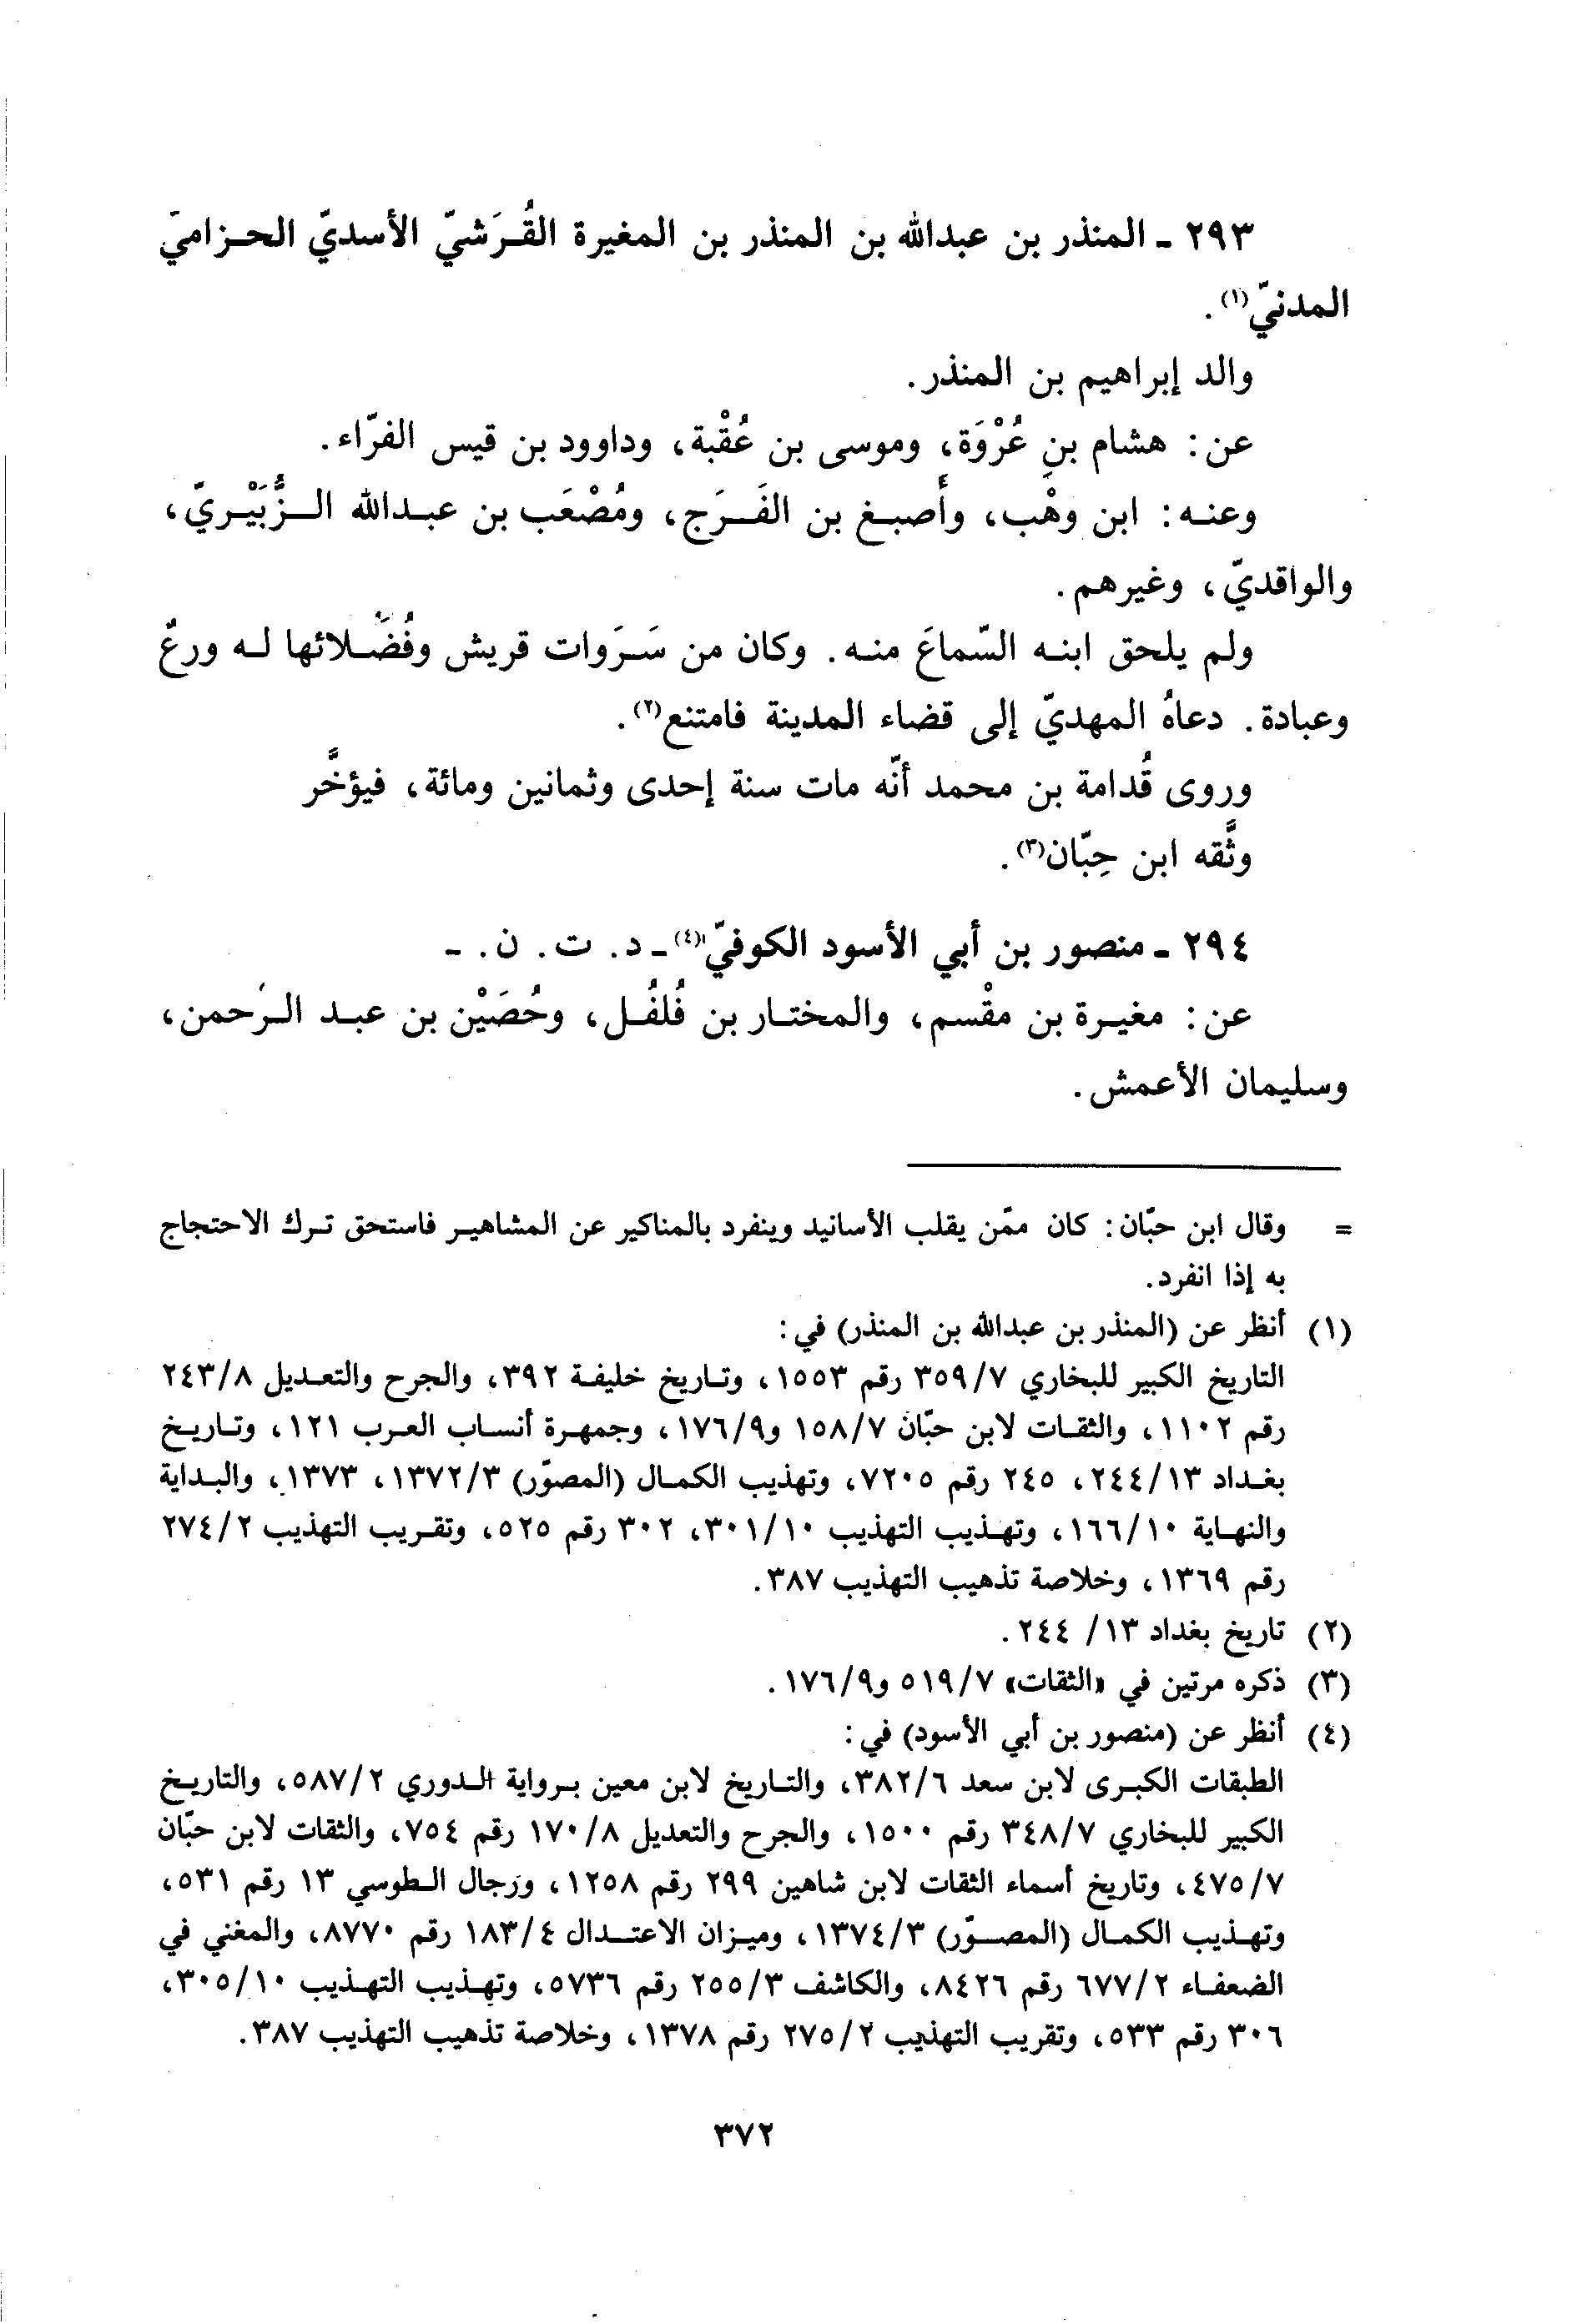 ٢٩٣ ـ المنذر بن عبدالله بن المنذر بن المغيرة القُرَشيّ الأسديّ الحزاميّ
المدنيّ(١).
والد إبراهيم بن المنذر.
عن: هشام بنِ عُرْوَة، وموسى بن عُقْبة، وداوود بن قيس الفرّاء.
وعنه: ابن وهْب، وأصبغ بن الفَرَج، ومُصْعَب بن عبدالله الزُّبَيْريّ،
والواقديّ، وغيرهم.
ولم يلحق ابنه السّماعَ منه. وكان من سَرَوات قريش وفُضَلائها له ورعٌ
وعبادة. دعاهُ المهديّ إلى قضاء المدينة فامتنع(٢).
وروى قُدامة بن محمد أنّه مات سنة إحدى وثمانين ومائة، فيؤخَّر
وثَّقه ابن حِبّان(٣).
٢٩٤ ـ منصور بن أبي الأسود الكوفيّ(٤) ـ د. ت. ن. ـ
عن: مغيرة بن مقْسم، والمختار بن فُلفُل، وحُصَيْن بن عبد الرَحمن،
وسليمان الأعمش.
= وقال ابن حبّان: كان ممّن يقلب الأسانيد وينفرد بالمناكير عن المشاهير فاستحق ترك الاحتجاج
به إذا انفرد.
(١) أنظر عن (المنذر بن عبدالله بن المنذر) في:
التاريخ الكبير للبخاري ٣٥٩/٧ رقم ١٥٥٣، وتاريخ خليفة ٣٩٢، والجرح والتعديل ٢٤٣/٨
رقم ١١٠٢، والثقات لابن حبّان ١٥٨/٧ و١٧٦/٩، وجمهرة أنساب العرب ١٢١، وتاريخ
بغداد ٢٤٤/١٣، ٢٤٥ رقم ٧٢٠٥، وتهذيب الكمال (المصوّر) ١٣٧٢/٣، ١٣٧٣، والبداية
والنهاية ١٦٦/١٠، وتهذيب التهذيب ٣٠١/١٠، ٣٠٢ رقم ٥٢٥، وتقريب التهذيب ٢٧٤/٢
رقم ١٣٦٩، وخلاصة تذهيب التهذيب ٣٨٧.
(٢) تاريخ بغداد ١٣/ ٢٤٤.
(٣) ذكره مرتين في «الثقات» ٥١٩/٧ و١٧٦/٩.
(٤) أنظر عن (منصور بن أبي الأسود) في:
الطبقات الكبرى لابن سعد ٣٨٢/٦، والتاريخ لابن معين برواية الدوري ٥٨٧/٢، والتاريخ
الكبير للبخاري ٣٤٨/٧ رقم ١٥٠٠، والجرح والتعديل ١٧٠/٨ رقم ٧٥٤، والثقات لابن حبّان
٤٧٥/٧، وتاريخ أسماء الثقات لابن شاهين ٢٩٩ رقم ١٢٥٨، ورجال الطوسي ١٣ رقم ٥٣١،
وتهذيب الكمال (المصوّر) ١٣٧٤/٣، وميزان الاعتدال ١٨٣/٤ رقم ٨٧٧٠، والمغني في
الضعفاء ٦٧٧/٢ رقم ٨٤٢٦، والكاشف ٢٥٥/٣ رقم ٥٧٣٦، وتهذيب التهذيب ٣٠٥/١٠،
٣٠٦ رقم ٥٣٣، وتقريب التهذيب ٢٧٥/٢ رقم ١٣٧٨، وخلاصة تذهيب التهذيب ٣٨٧.
٣٧٢